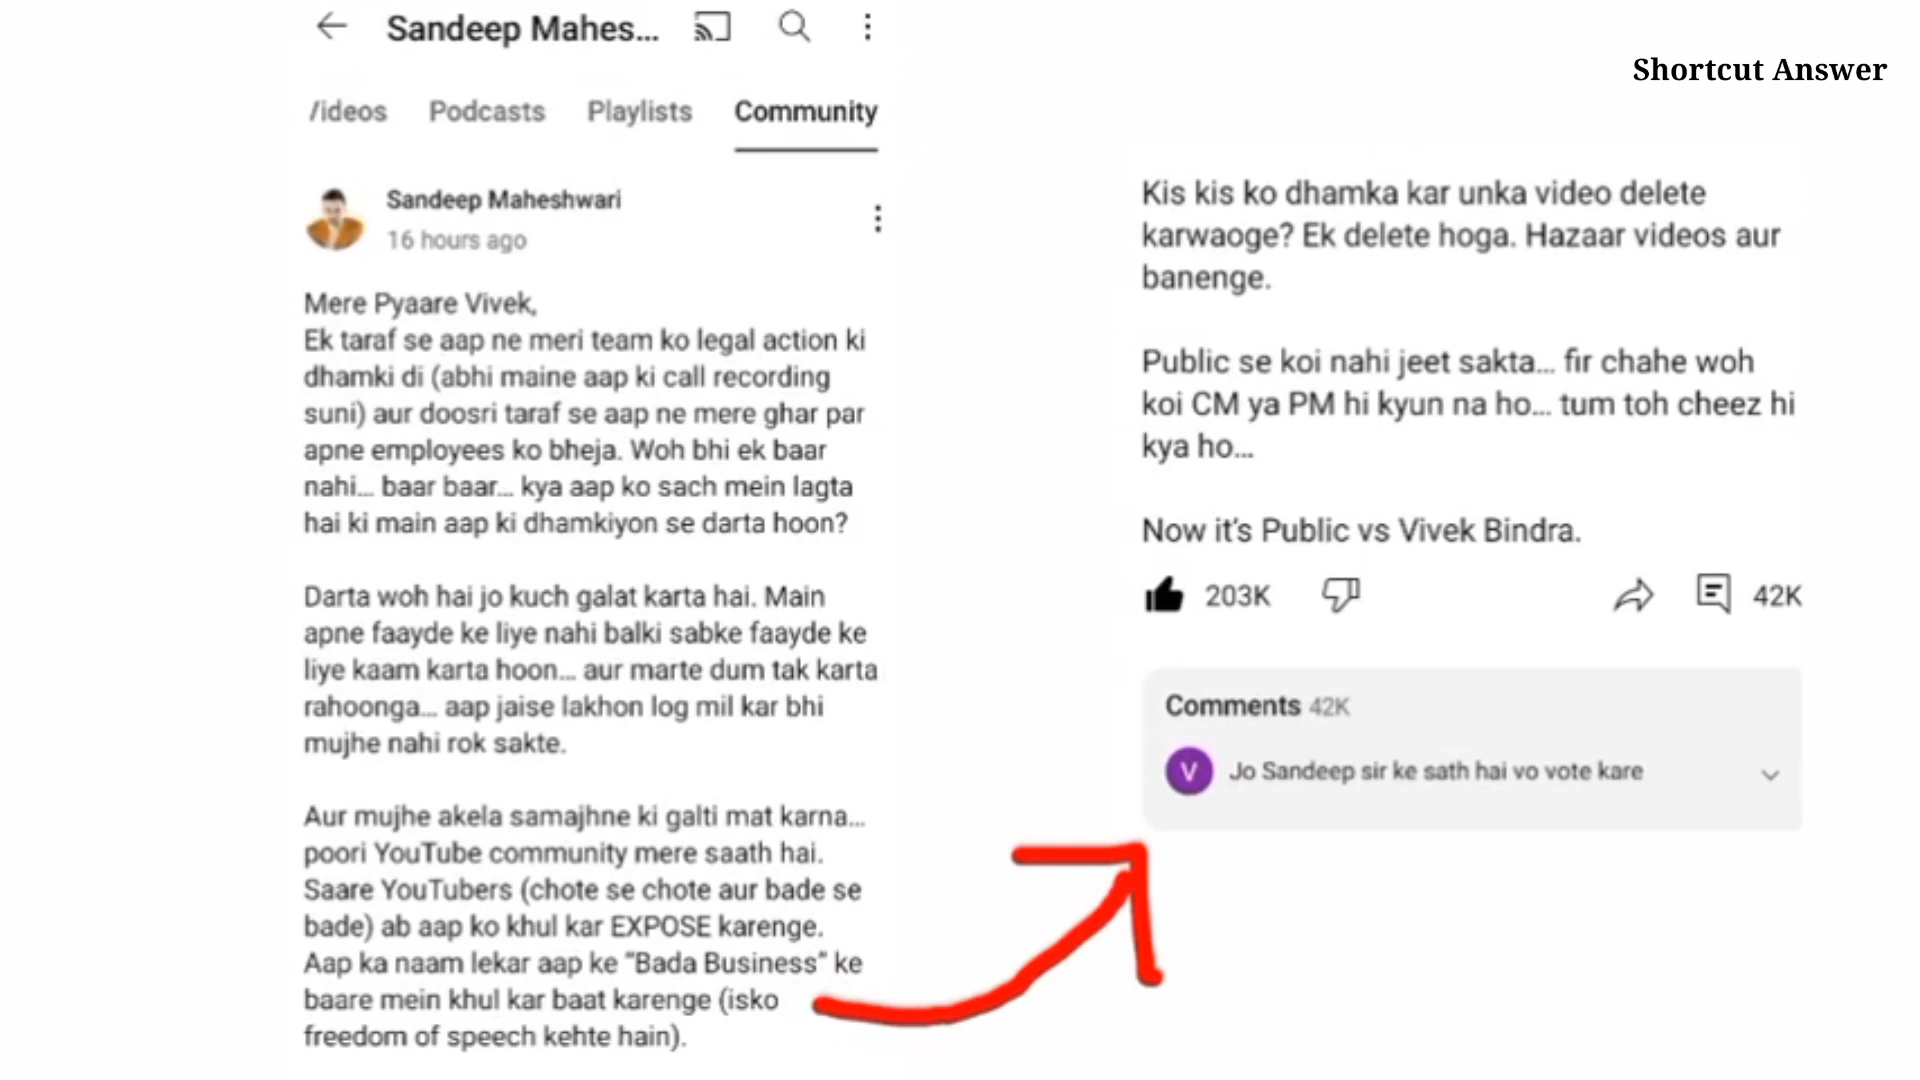 Sandeep Mahes...
Shortcut Answer
/ideos Podcasts Playlists Community
Sandeep Maheshwari
16 hours ago
Mere Pyaare Vivek,
Ek taraf se aap ne meri team ko legal action ki
dhamki di (abhi maine aap ki call recording
suni) aur doosri taraf se aap ne mere ghar par
apne employees ko bheja. Woh bhi ek baar
nahi... baar baar... kya aap ko sach mein lagta
hai ki main aap ki dhamkiyon se darta hoon?
Darta woh hai jo kuch galat karta hai. Main
apne faayde ke liye nahi balki sabke faayde ke
liye kaam karta hoon... aur marte dum tak karta
rahoonga... aap jaise lakhon log mil kar bhi
mujhe nahi rok sakte.
Aur mujhe akela samajhne ki galti mat karna...
poori YouTube community mere saath hai.
Saare YouTubers (chote se chote aur bade se
bade) ab aap ko khul kar EXPOSE karenge.
Aap ka naam lekar aap ke "Bada Business" ke
baare mein khul kar baat karenge (isko
freedom of speech kehte hain).
Kis kis ko dhamka kar unka video delete
karwaoge? Ek delete hoga. Hazaar videos aur
banenge.
Public se koi nahi jeet sakta... fir chahe woh
koi CM ya PM hi kyun na ho... tum toh cheez hi
kya ho...
Now it's Public vs Vivek Bindra.
203K 42K
Comments 42K
V Jo Sandeep sir ke sath hai vo vote kare